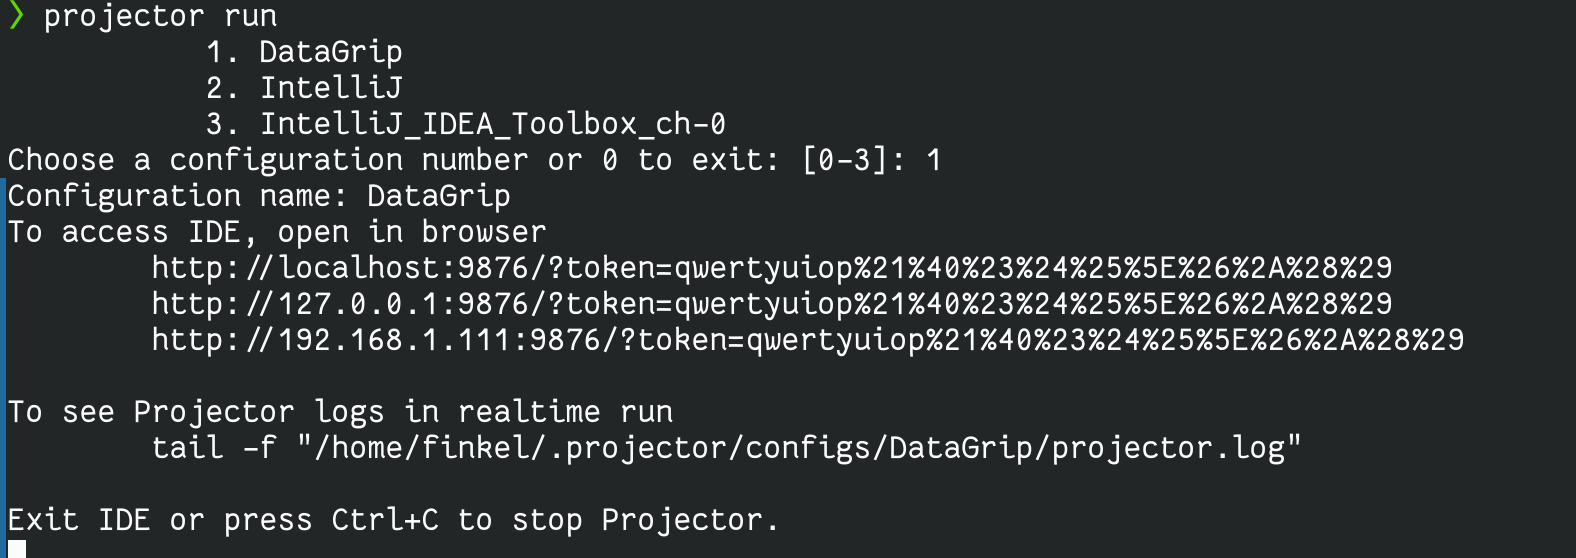 ❯ projector run
1. DataGrip
2. IntelliJ
3. IntelliJ_IDEA_Toolbox_ch-0
Choose a configuration number or 0 to exit: [0-3]: 1
Configuration name: DataGrip
To access IDE, open in browser
http://localhost:9876/?token=qwertyuiop%21%40%23%24%25%5E%26%2A%28%29
http://127.0.0.1:9876/?token=qwertyuiop%21%40%23%24%25%5E%26%2A%28%29
http://192.168.1.111:9876/?token=qwertyuiop%21%40%23%24%25%5E%26%2A%28%29
To see Projector logs in realtime run
tail -f "/home/finkel/.projector/configs/DataGrip/projector.log"
Exit IDE or press Ctrl+C to stop Projector.